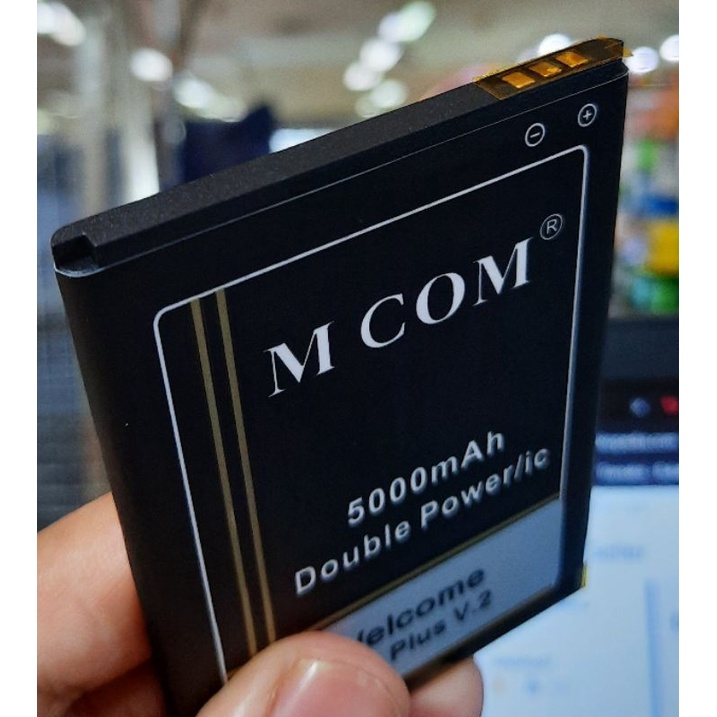 M COM ®
5000mAh
Double Power/ic
Welcome
Plus V.2